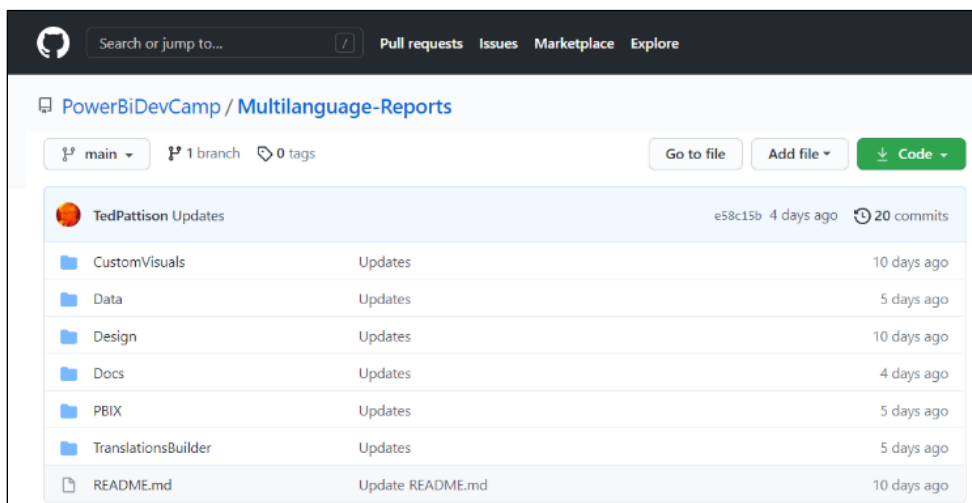 Search or jump to... / Pull requests Issues Marketplace Explore
PowerBiDevCamp / Multilanguage-Reports
main 1 branch 0 tags Go to file Add file Code
TedPattison Updates e58c15b 4 days ago 20 commits
CustomVisuals Updates 10 days ago
Data Updates 5 days ago
Design Updates 10 days ago
Docs Updates 4 days ago
PBIX Updates 5 days ago
TranslationsBuilder Updates 5 days ago
README.md Update README.md 10 days ago